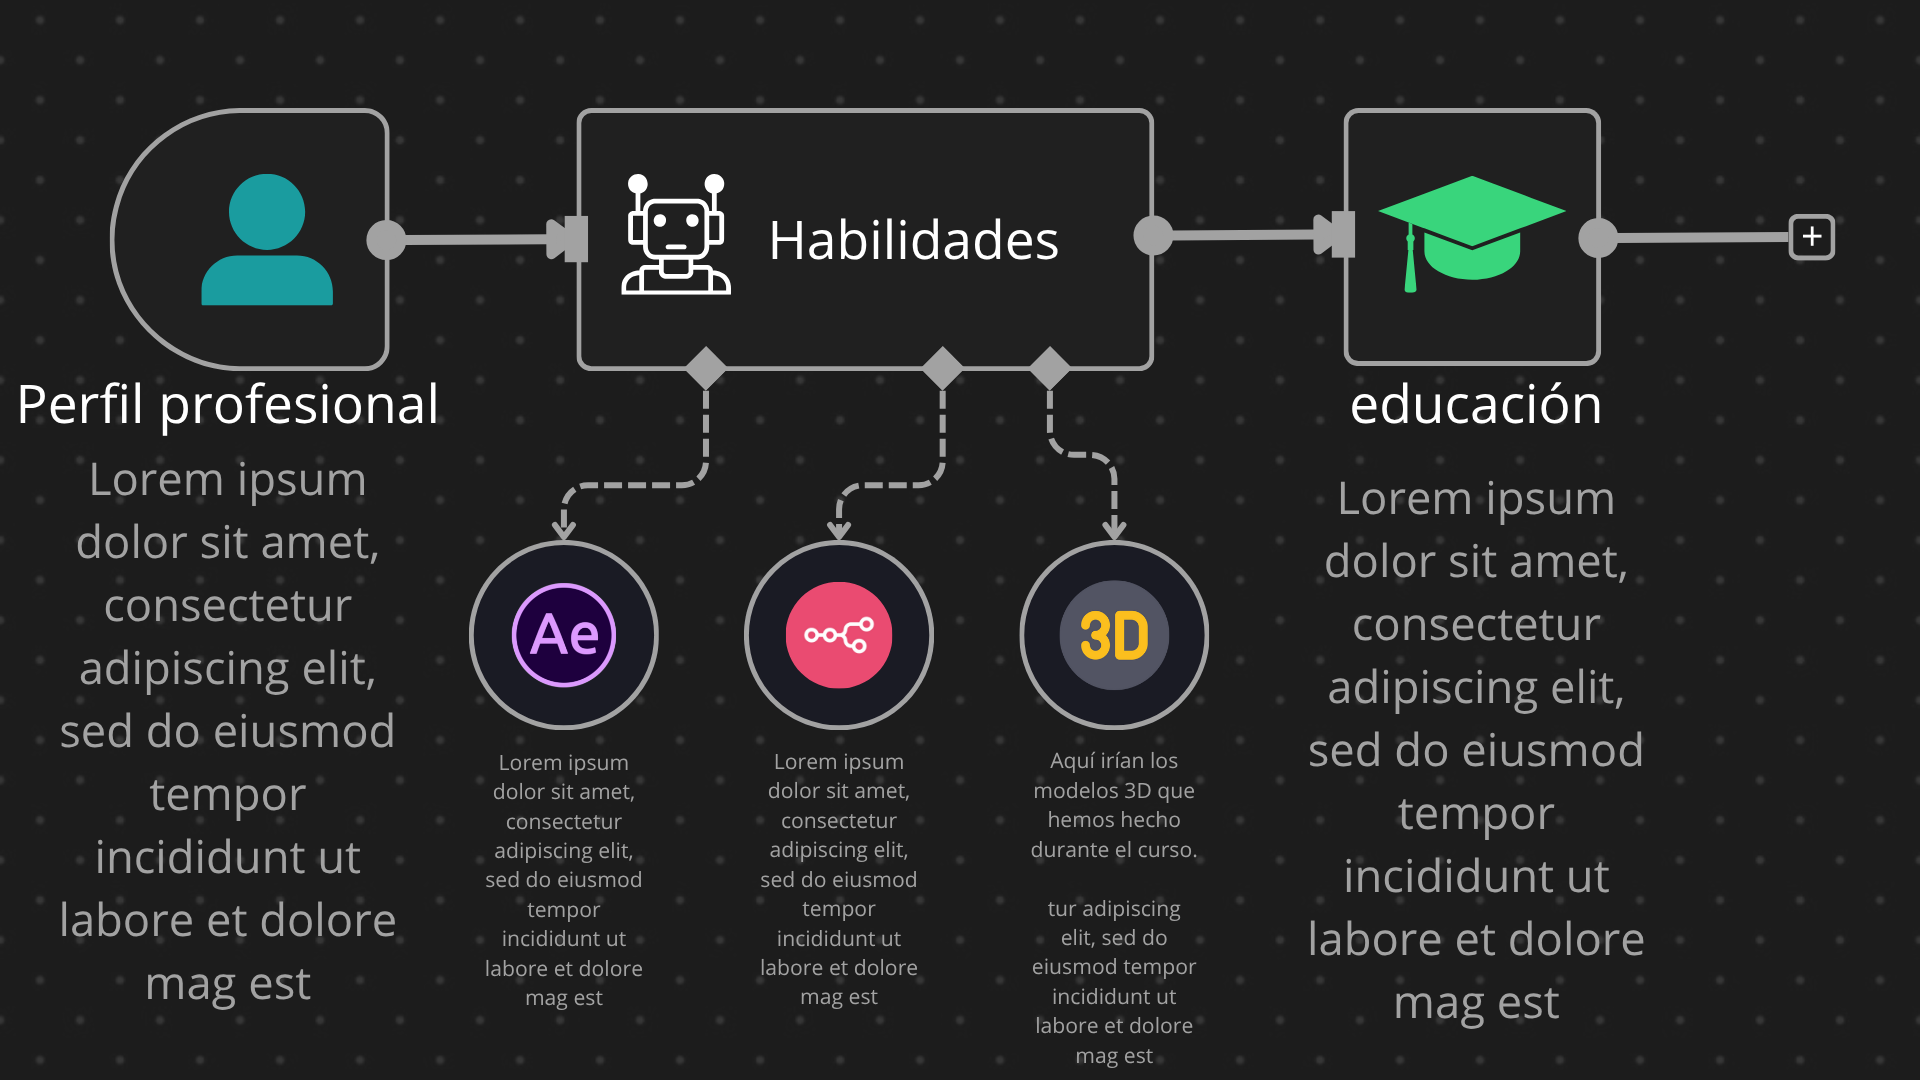 Habilidades
Perfil profesional
Lorem ipsum
dolor sit amet,
consectetur
adipiscing elit,
sed do eiusmod
tempor
incididunt ut
labore et dolore
mag est
Ae
Lorem ipsum
dolor sit amet,
consectetur
adipiscing elit,
sed do eiusmod
tempor
incididunt ut
labore et dolore
mag est
Lorem ipsum
dolor sit amet,
consectetur
adipiscing elit,
sed do eiusmod
tempor
incididunt ut
labore et dolore
mag est
3D
Aquí irían los
modelos 3D que
hemos hecho
durante el curso.
tur adipiscing
elit, sed do
eiusmod tempor
incididunt ut
labore et dolore
mag est
educación
Lorem ipsum
dolor sit amet,
consectetur
adipiscing elit,
sed do eiusmod
tempor
incididunt ut
labore et dolore
mag est
+